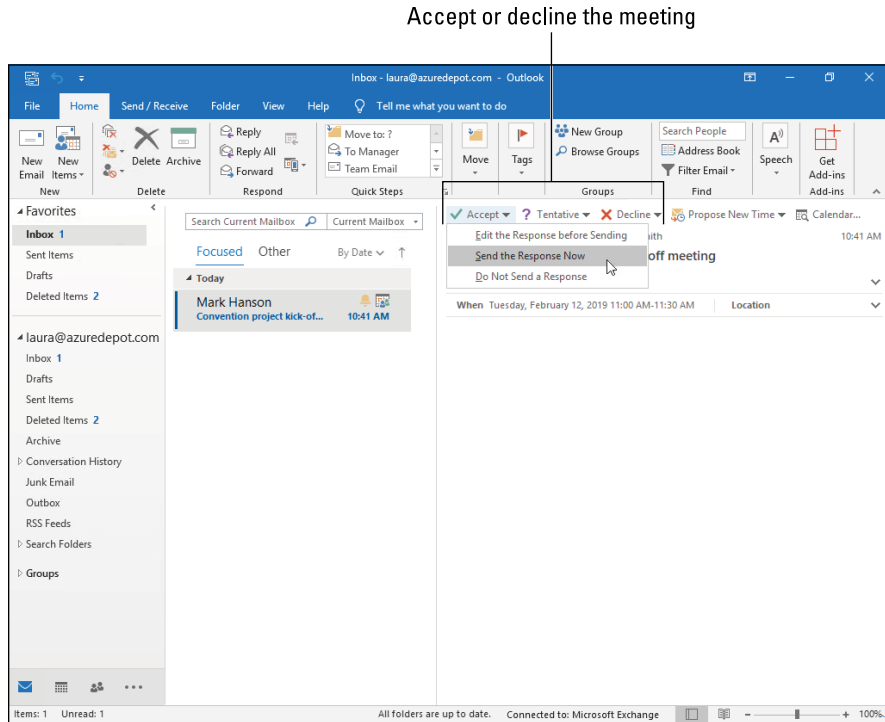 Accept or decline the meeting
Inbox - laura@azuredepot.com - Outlook
File Home Send / Receive Folder View Help Tell me what you want to do
New Email
New Items
New
Delete
Archive
Delete
Reply
Reply All
Forward
Respond
Move to: ?
To Manager
Team Email
Quick Steps
Move
Tags
New Group
Browse Groups
Groups
Search People
Address Book
Filter Email
Find
Speech
Get Add-ins
Add-ins
Favorites
Inbox 1
Sent Items
Drafts
Deleted Items 2
laura@azuredepot.com
Inbox 1
Drafts
Sent Items
Deleted Items 2
Archive
Conversation History
Junk Email
Outbox
RSS Feeds
Search Folders
Groups
Search Current Mailbox Current Mailbox
Focused Other By Date
Today
Mark Hanson
Convention project kick-of... 10:41 AM
Accept ? Tentative Decline Propose New Time Calendar...
Edit the Response before Sending
Send the Response Now
Do Not Send a Response
ith 10:41 AM
off meeting
When Tuesday, February 12, 2019 11:00 AM-11:30 AM Location
Items: 1 Unread: 1 All folders are up to date. Connected to: Microsoft Exchange - + 100%